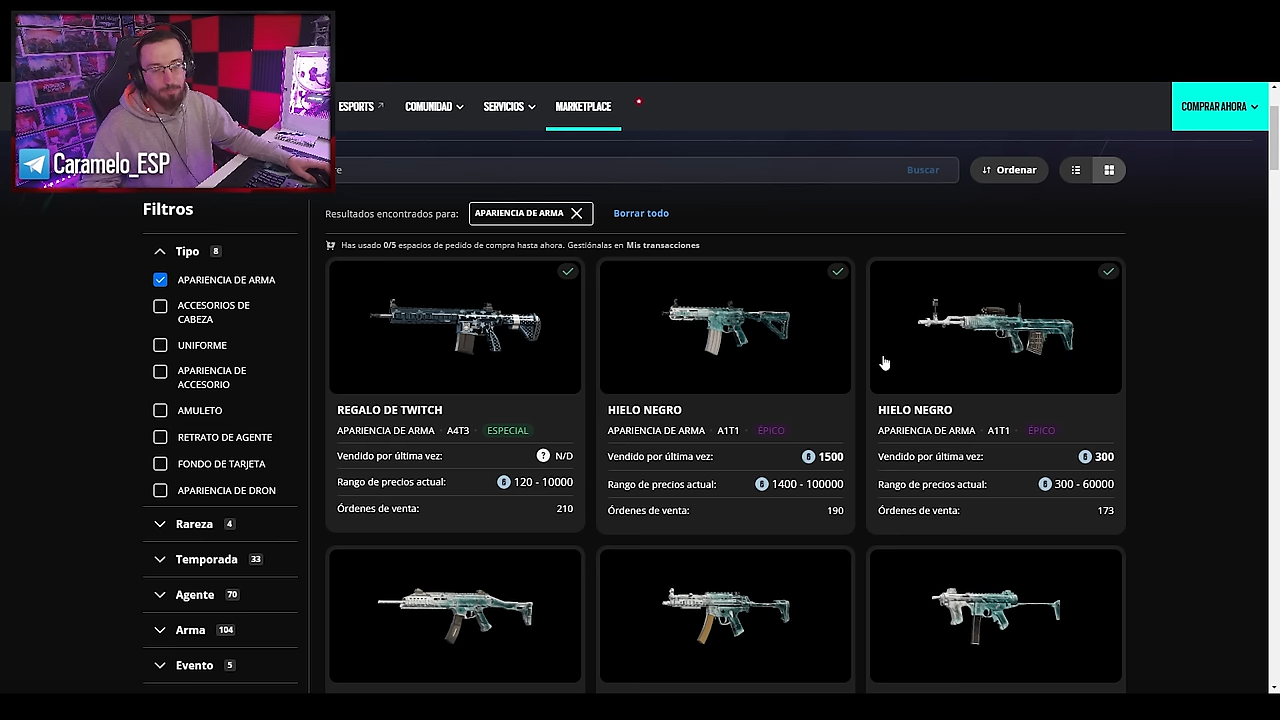 ESPORTS
COMUNIDAD
SERVICIOS
MARKETPLACE
COMPRAR AHORA
Caramelo_ESP
re
Buscar
Ordenar
Filtros
Resultados encontrados para:
APARIENCIA DE ARMA
Borrar todo
Has usado 0/5 espacios de pedido de compra hasta ahora. Gestiónalas en Mis transacciones
Tipo 8
APARIENCIA DE ARMA
ACCESORIOS DE
CABEZA
UNIFORME
APARIENCIA DE
ACCESORIO
AMULETO
RETRATO DE AGENTE
FONDO DE TARJETA
APARIENCIA DE DRON
Rareza 4
Temporada 33
Agente 70
Arma 104
Evento 5
REGALO DE TWITCH
APARIENCIA DE ARMA · A4T3 · ESPECIAL
Vendido por última vez: ? N/D
Rango de precios actual: 120 - 10000
Órdenes de venta: 210
HIELO NEGRO
APARIENCIA DE ARMA · A1T1 · ÉPICO
Vendido por última vez: 1500
Rango de precios actual: 1400 - 100000
Órdenes de venta: 190
HIELO NEGRO
APARIENCIA DE ARMA · A1T1 · ÉPICO
Vendido por última vez: 300
Rango de precios actual: 300 - 60000
Órdenes de venta: 173